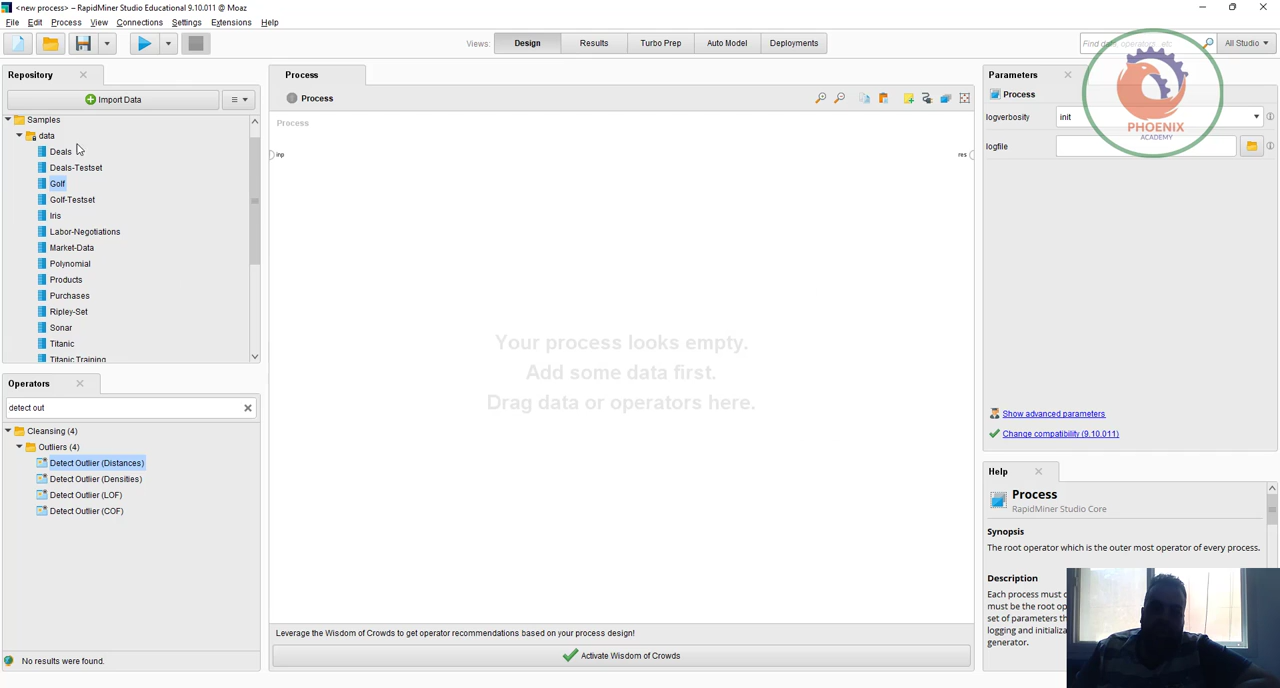 <new process> – RapidMiner Studio Educational 9.10.011 @ Moaz
File Edit Process View Connections Settings Extensions Help
Views: Design Results Turbo Prep Auto Model Deployments
Find data, operators, etc.
All Studio
Repository
Import Data
Samples
data
Deals
Deals-Testset
Golf
Golf-Testset
Iris
Labor-Negotiations
Market-Data
Polynomial
Products
Purchases
Ripley-Set
Sonar
Titanic
Titanic Training
Operators
detect out
Cleansing (4)
Outliers (4)
Detect Outlier (Distances)
Detect Outlier (Densities)
Detect Outlier (LOF)
Detect Outlier (COF)
No results were found.
Process
Process
Process
inp
res
Your process looks empty.
Add some data first.
Drag data or operators here.
Leverage the Wisdom of Crowds to get operator recommendations based on your process design!
Activate Wisdom of Crowds
Parameters
Process
logverbosity
init
logfile
PHOENIX
ACADEMY
Show advanced parameters
Change compatibility (9.10.011)
Help
Process
RapidMiner Studio Core
Synopsis
The root operator which is the outer most operator of every process.
Description
Each process must
must be the root op
set of parameters th
logging and initializa
generator.